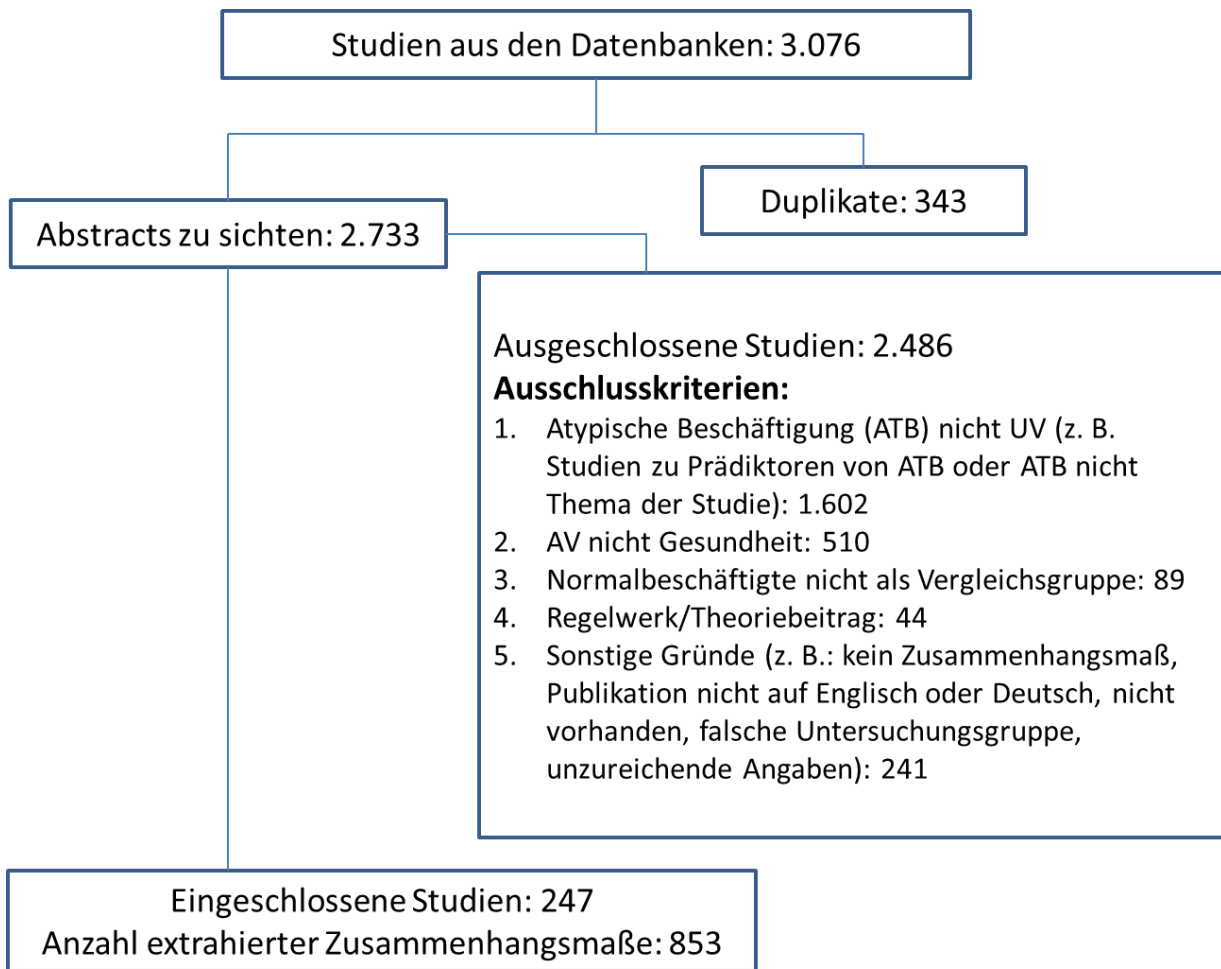 Studien aus den Datenbanken: 3.076
Duplikate: 343
Abstracts zu sichten: 2.733
Ausgeschlossene Studien: 2.486
Ausschlusskriterien:
1. Atypische Beschäftigung (ATB) nicht UV (z. B.
Studien zu Prädiktoren von ATB oder ATB nicht
Thema der Studie): 1.602
2. AV nicht Gesundheit: 510
3. Normalbeschäftigte nicht als Vergleichsgruppe: 89
4. Regelwerk/Theoriebeitrag: 44
5. Sonstige Gründe (z. B.: kein Zusammenhangsmaß,
Publikation nicht auf Englisch oder Deutsch, nicht
vorhanden, falsche Untersuchungsgruppe,
unzureichende Angaben): 241
Eingeschlossene Studien: 247
Anzahl extrahierter Zusammenhangsmaße: 853